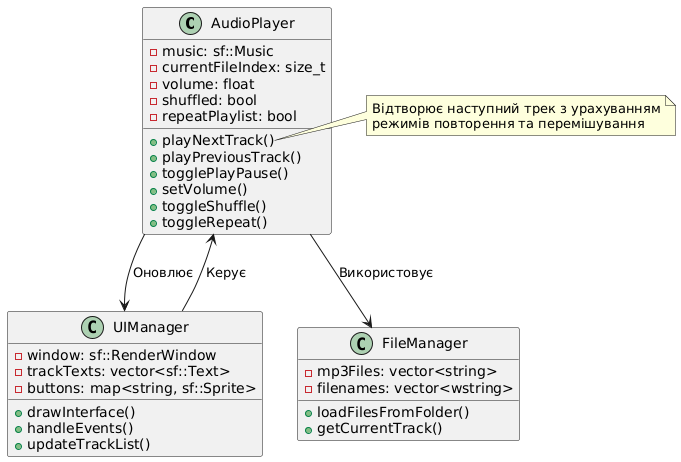 C AudioPlayer
music: sf::Music
currentFileIndex: size_t
volume: float
shuffled: bool
repeatPlaylist: bool
playNextTrack()
playPreviousTrack()
togglePlayPause()
setVolume()
toggleShuffle()
toggleRepeat()
Відтворює наступний трек з урахуванням
режимів повторення та перемішування
Оновлює
Керує
Використовує
C UIManager
window: sf::RenderWindow
trackTexts: vector<sf::Text>
buttons: map<string, sf::Sprite>
drawInterface()
handleEvents()
updateTrackList()
C FileManager
mp3Files: vector<string>
filenames: vector<wstring>
loadFilesFromFolder()
getCurrentTrack()